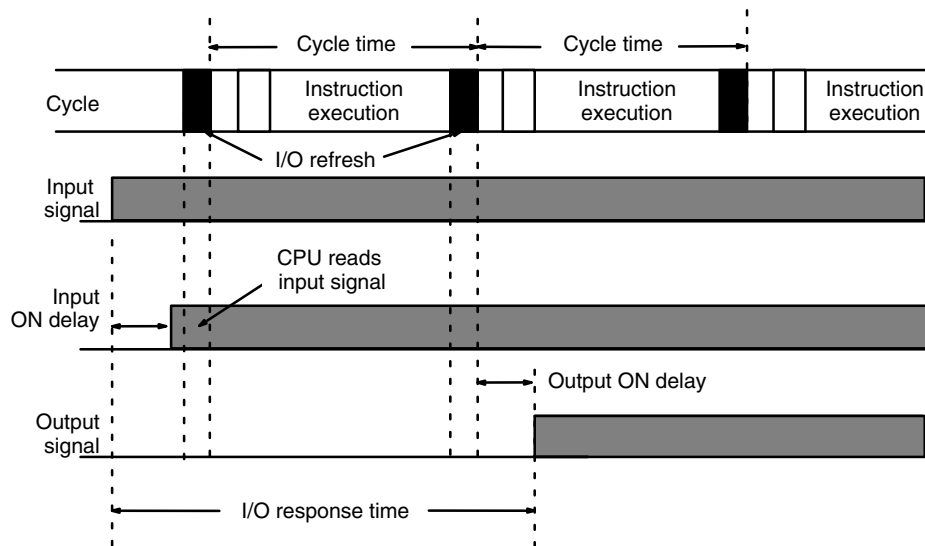 Cycle time
Cycle time
Cycle
Instruction
execution
Instruction
execution
Instruction
execution
I/O refresh
Input
signal
CPU reads
input signal
Input
ON delay
Output ON delay
Output
signal
I/O response time